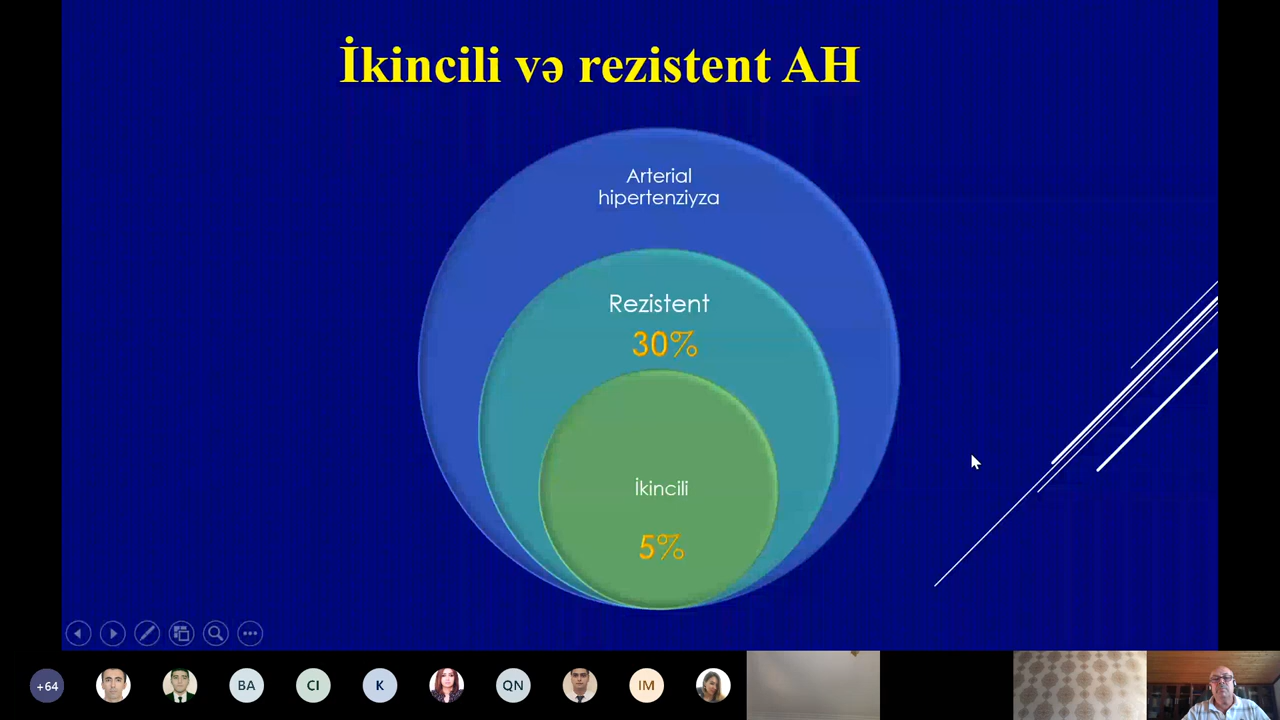 İkincili və rezistent AH
Arterial
hipertenziyza
Rezistent
30%
İkincili
5%
+64
BA
CI
K
QN
IM